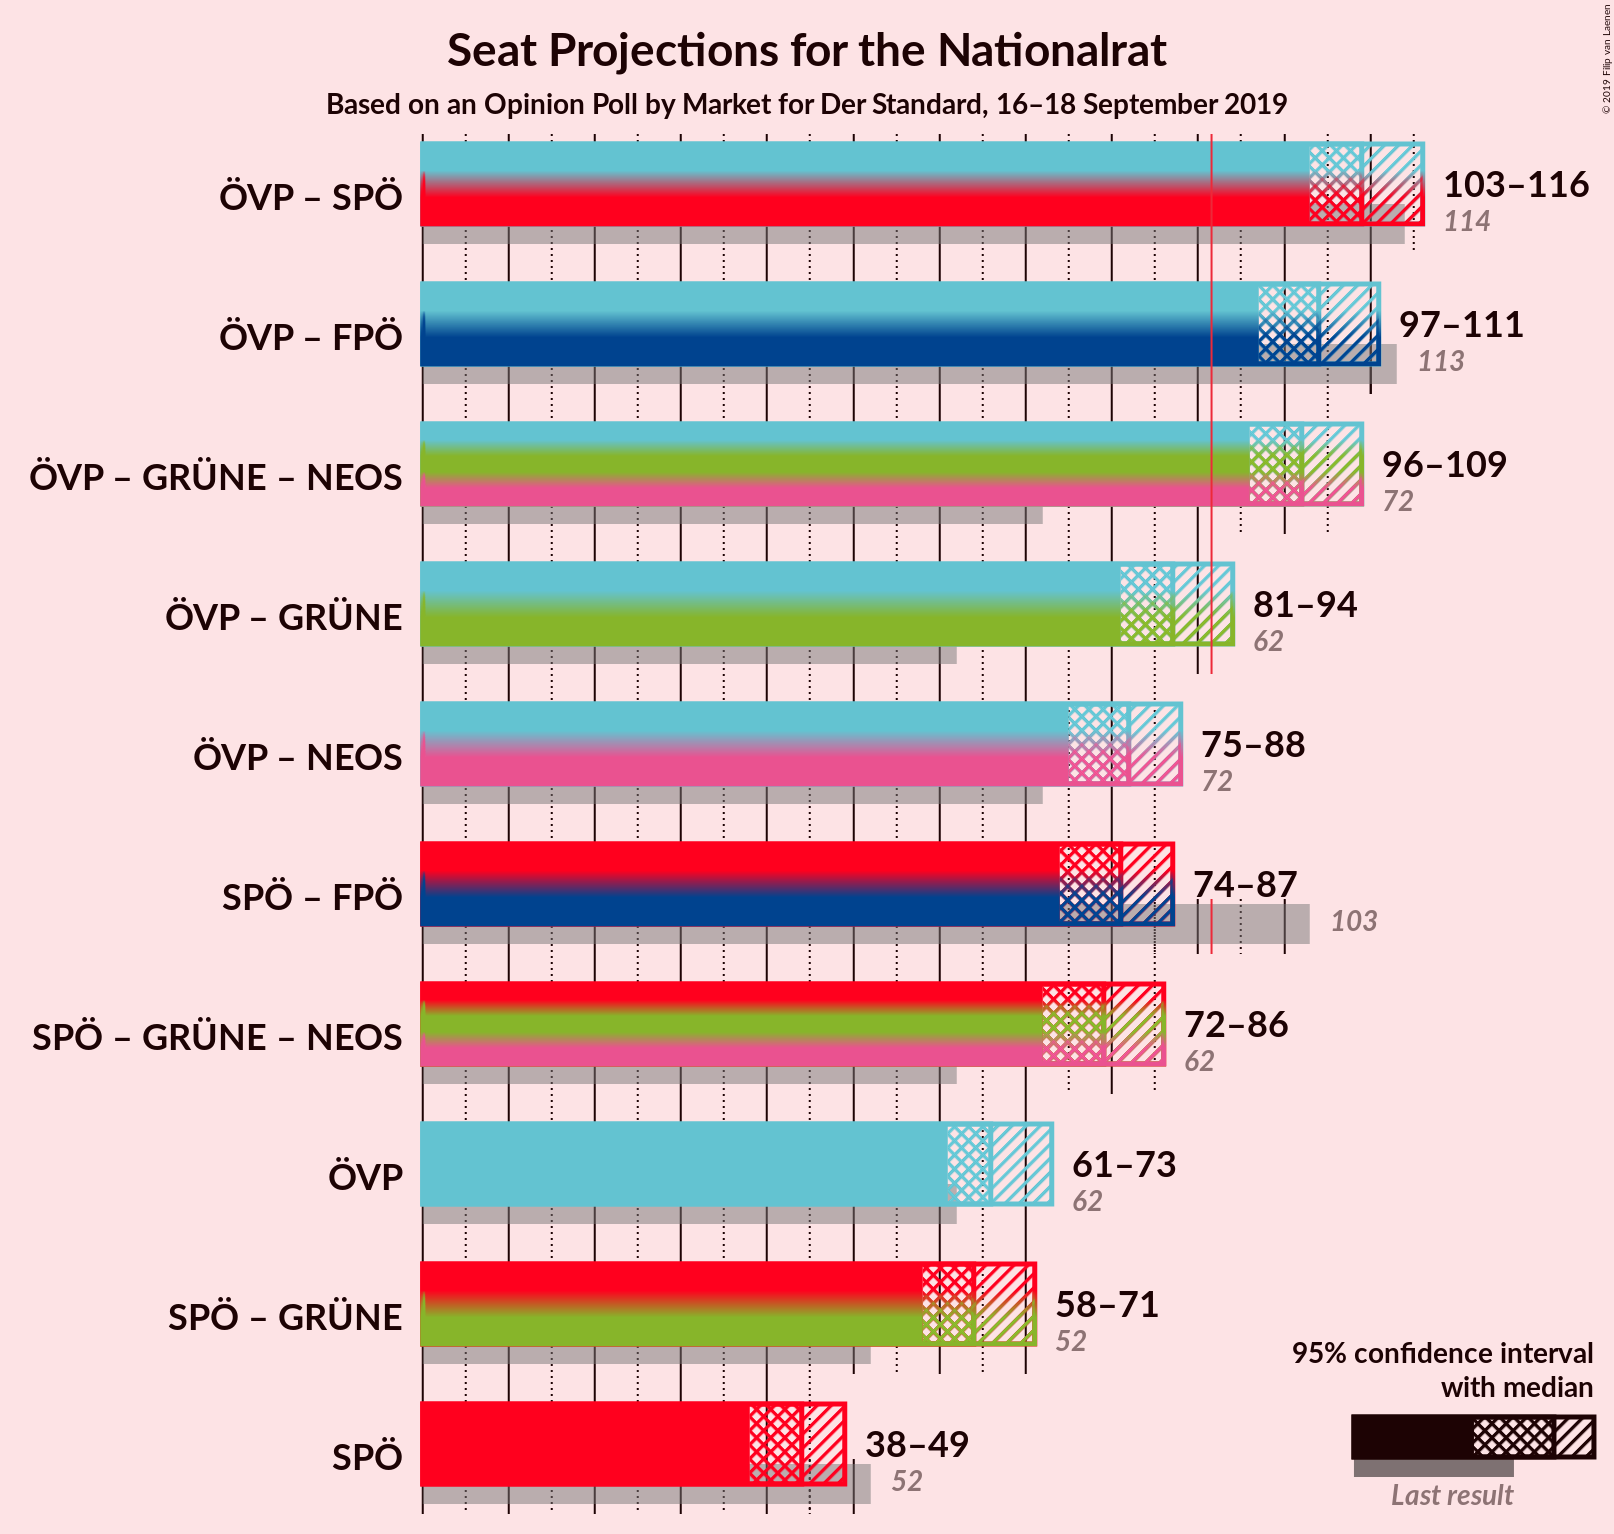 Seat Projections for the Nationalrat
Based on an Opinion Poll by Market for Der Standard, 16–18 September 2019
© 2019 Filip van Laenen
ÖVP – SPÖ
103–116
114
ÖVP – FPÖ
97–111
113
ÖVP – GRÜNE – NEOS
96–109
72
ÖVP – GRÜNE
81–94
62
ÖVP – NEOS
75–88
72
SPÖ – FPÖ
74–87
103
SPÖ – GRÜNE – NEOS
72–86
62
ÖVP
61–73
62
SPÖ – GRÜNE
58–71
52
SPÖ
38–49
52
95% confidence interval
with median
Last result